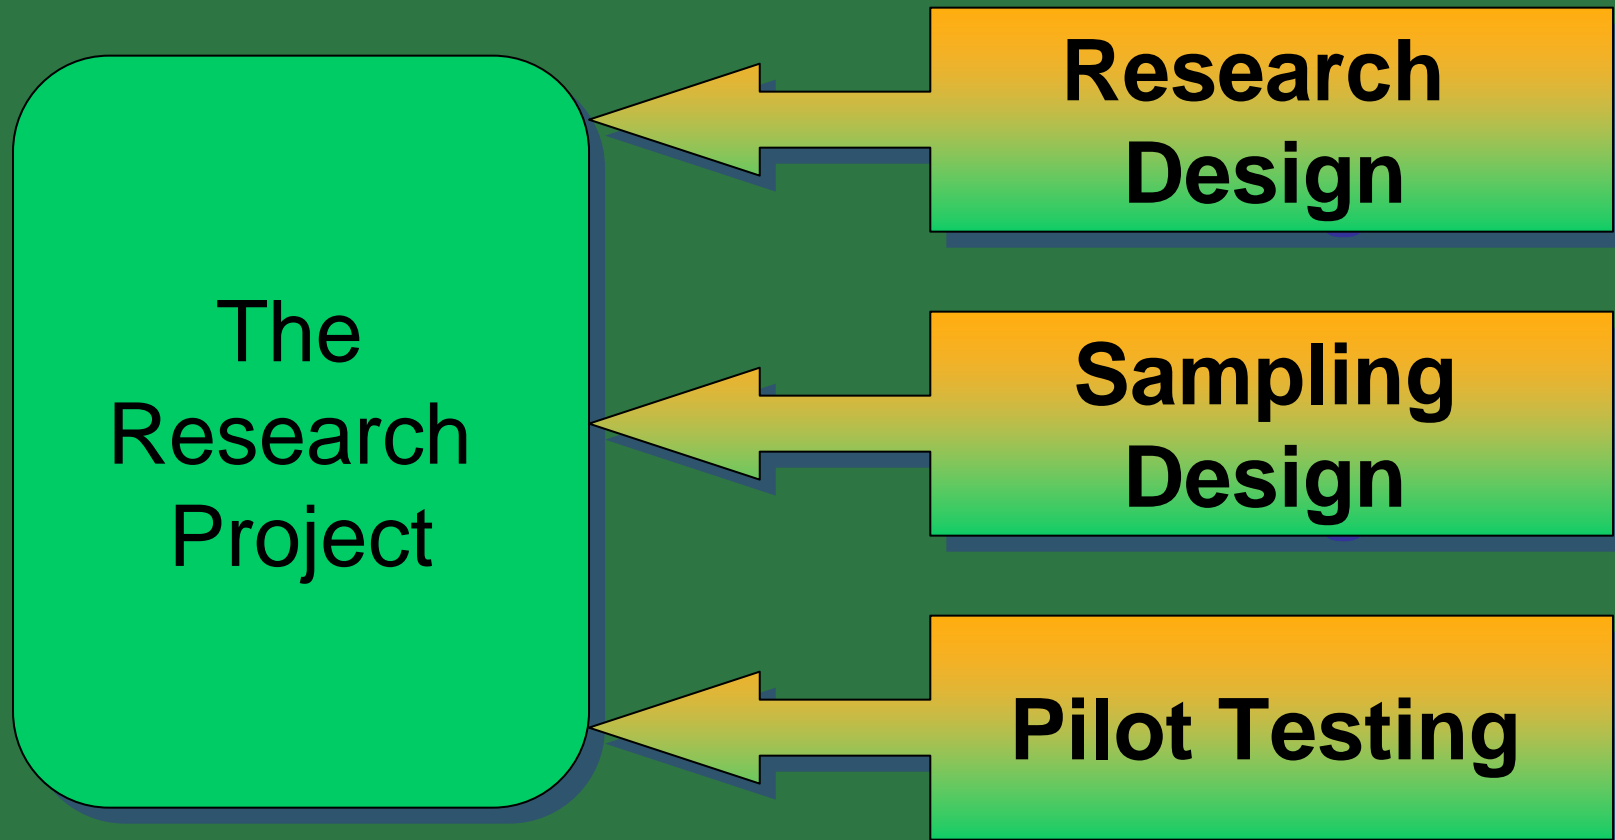 The
Research
Project
Research
Design
Sampling
Design
Pilot Testing